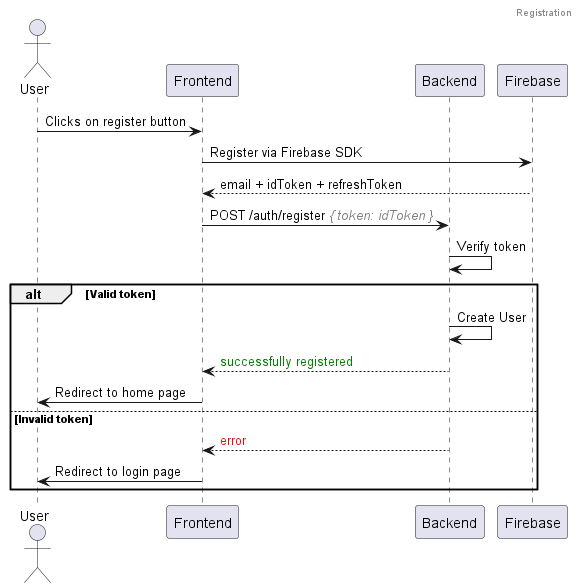 Registration
User
Frontend
Backend
Firebase
Clicks on register button
Register via Firebase SDK
email + idToken + refreshToken
POST /auth/register { token: idToken }
Verify token
alt [Valid token]
Create User
successfully registered
Redirect to home page
[Invalid token]
error
Redirect to login page
User
Frontend
Backend
Firebase